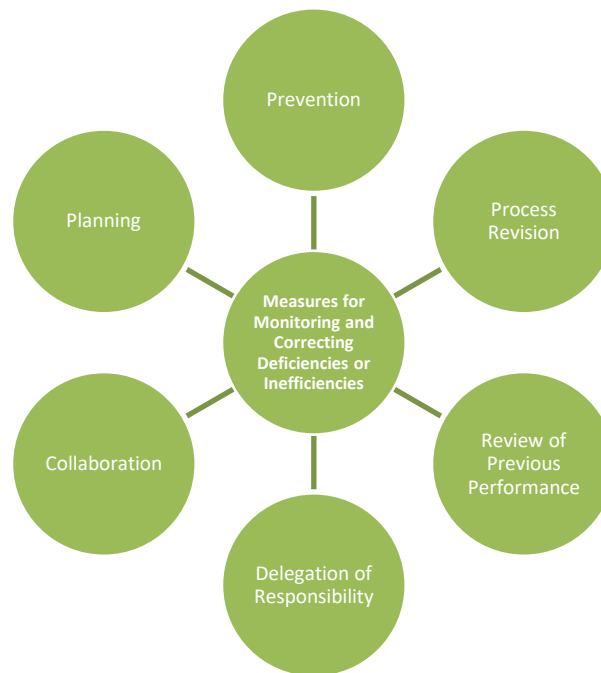 Prevention
Process
Revision
Review of
Previous
Performance
Delegation of
Responsibility
Collaboration
Planning
Measures for
Monitoring and
Correcting
Deficiencies or
Inefficiencies